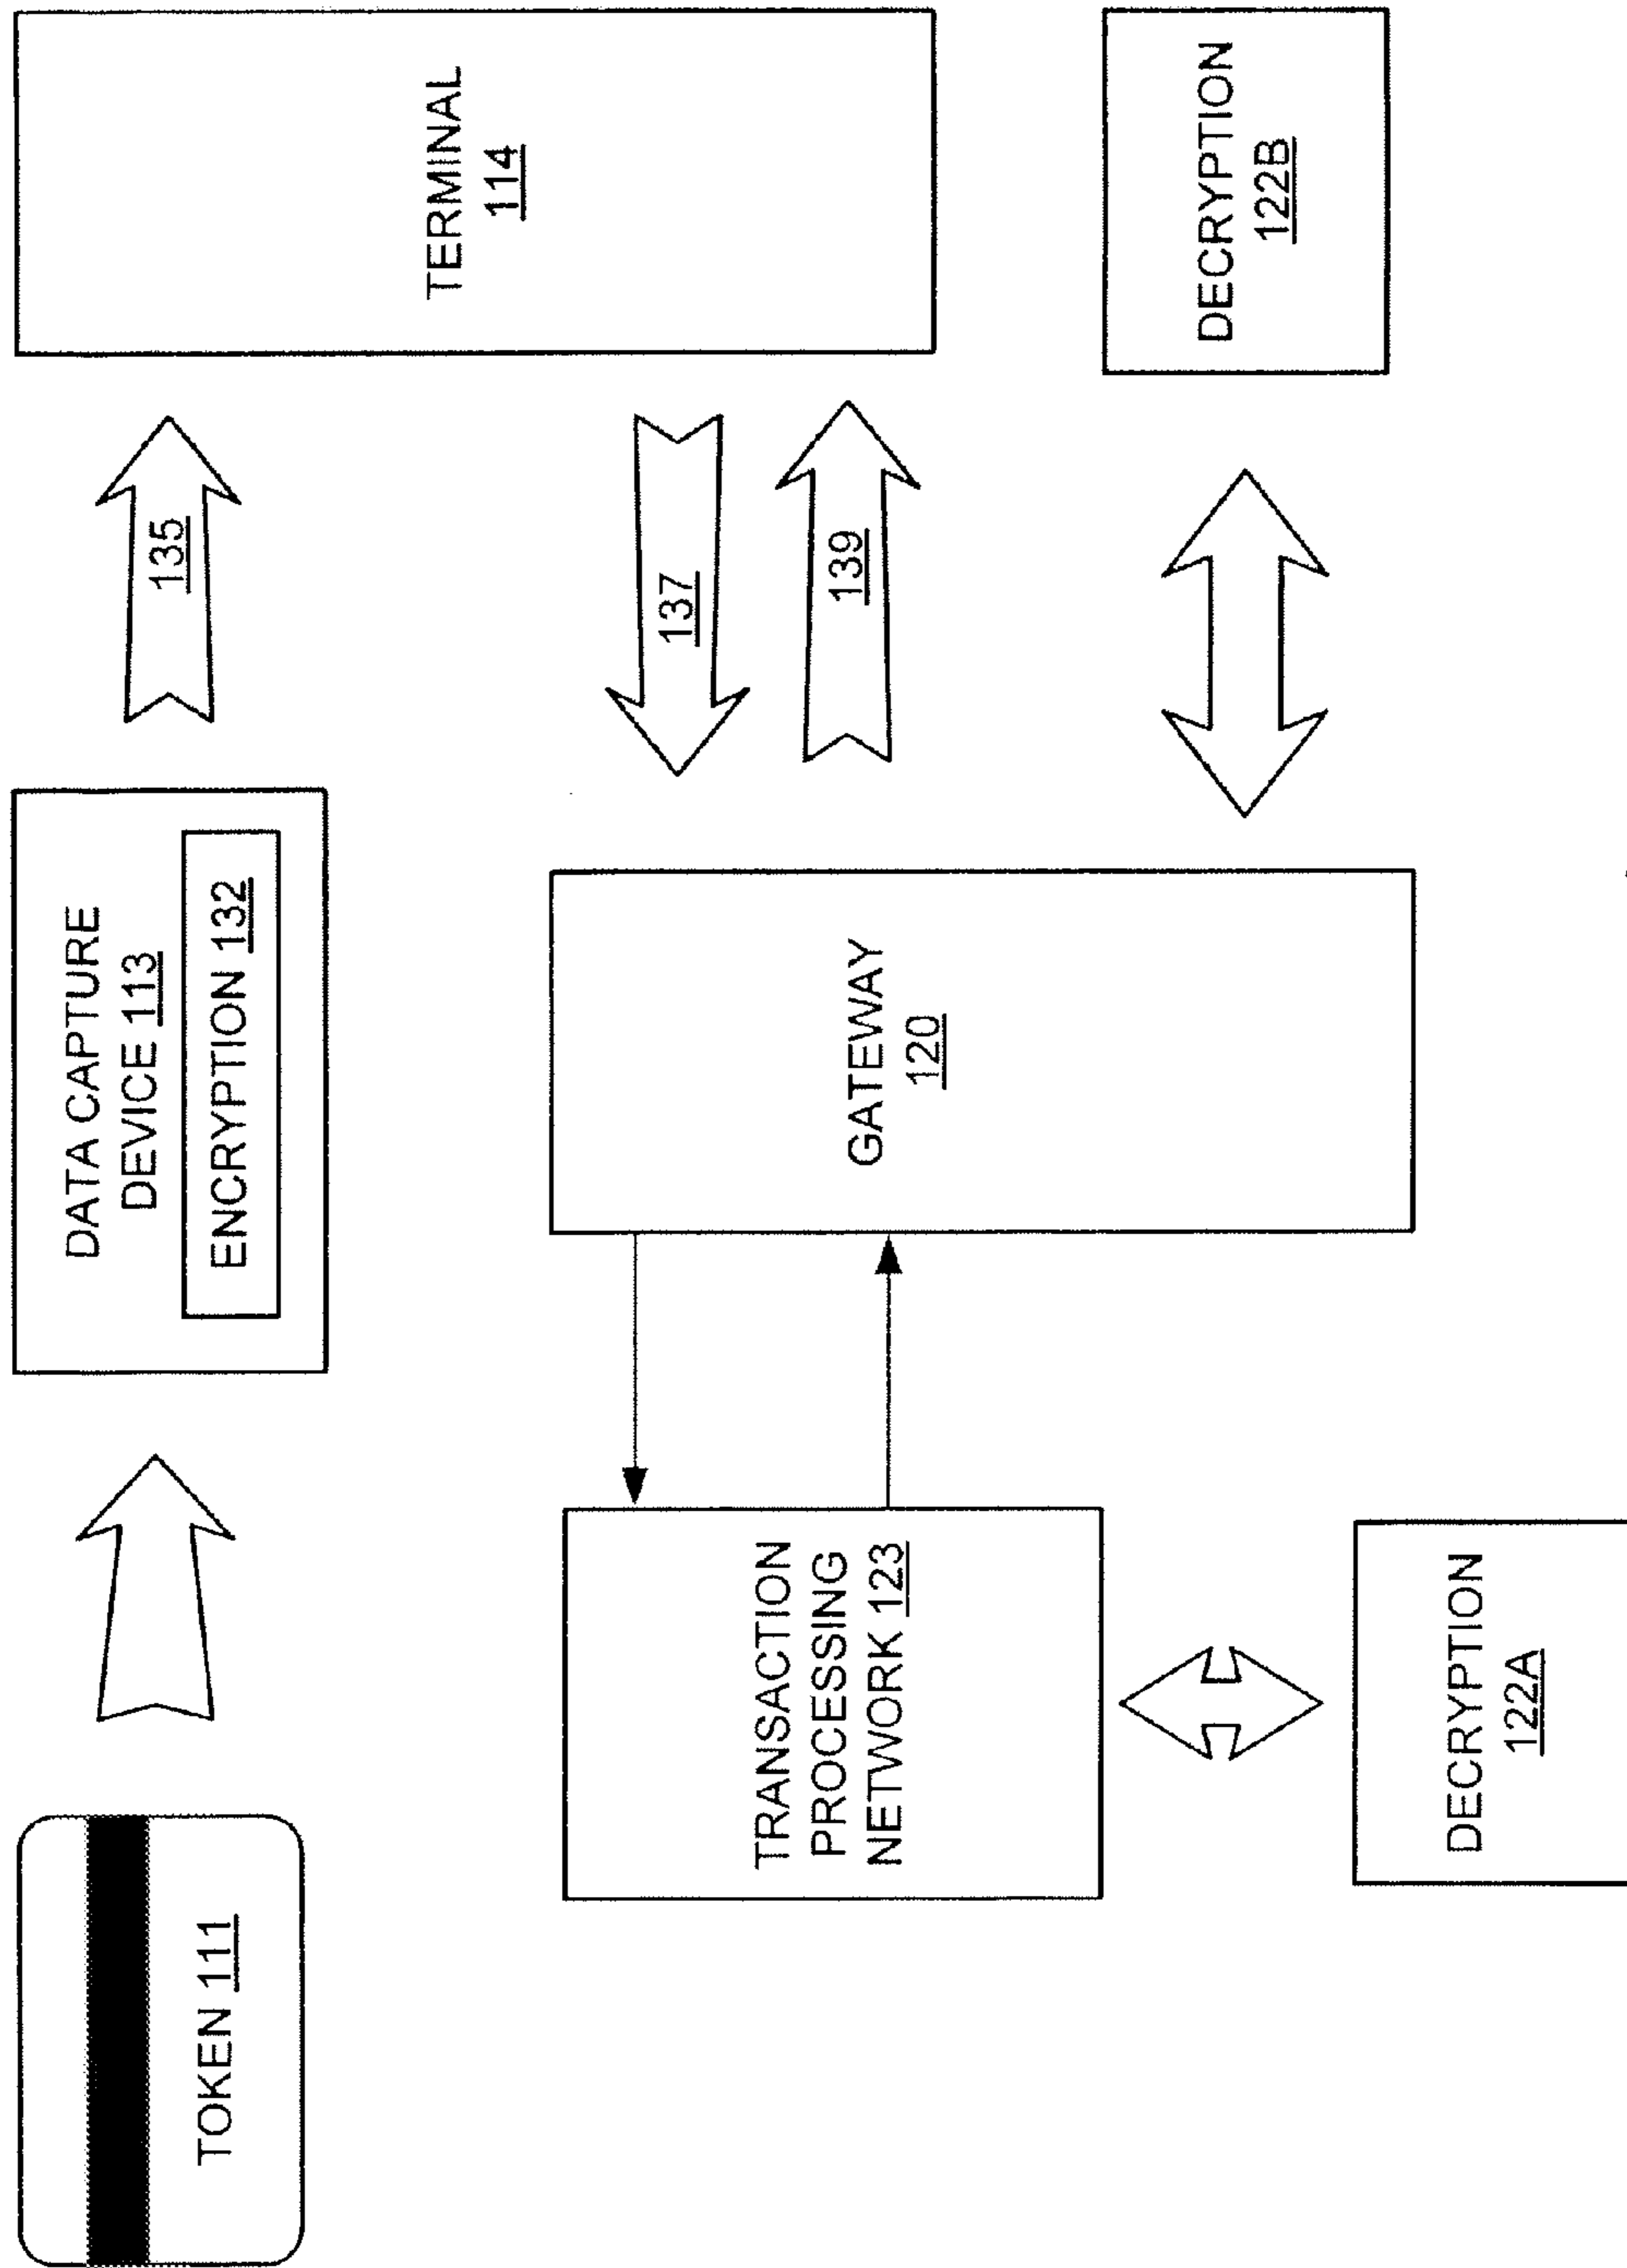 TOKEN 111
DATA CAPTURE
DEVICE 113
ENCRYPTION 132
135
TERMINAL
114
137
139
TRANSACTION
PROCESSING
NETWORK 123
GATEWAY
120
DECRYPTION
122A
DECRYPTION
122B